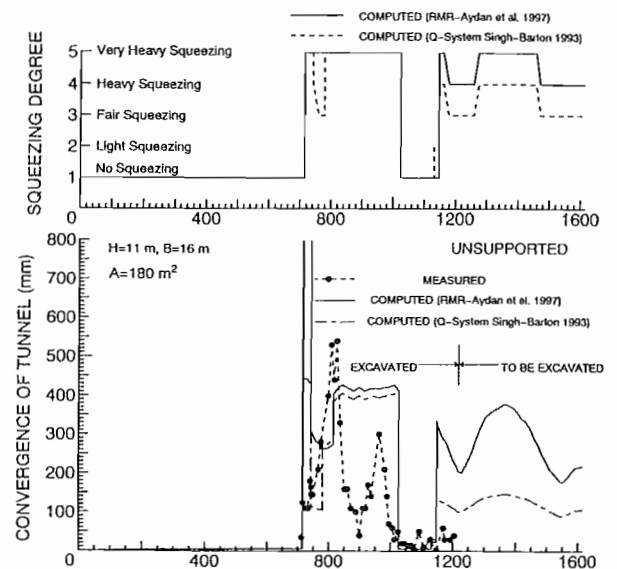 COMPUTED (RMR-Aydan et al. 1997)
COMPUTED (Q-System Singh-Barton 1993)
SQUEEZING DEGREE
5 Very Heavy Squeezing
4 Heavy Squeezing
3 Fair Squeezing
2 Light Squeezing
No Squeezing
1
0 400 800 1200 1600
CONVERGENCE OF TUNNEL (mm)
800
700
600
500
400
300
200
100
H=11 m, B=16 m
A=180 m²
UNSUPPORTED
MEASURED
COMPUTED (RMR-Aydan et el. 1997)
COMPUTED (Q-System Singh-Barton 1993)
EXCAVATED TO BE EXCAVATED
0 400 800 1200 1600